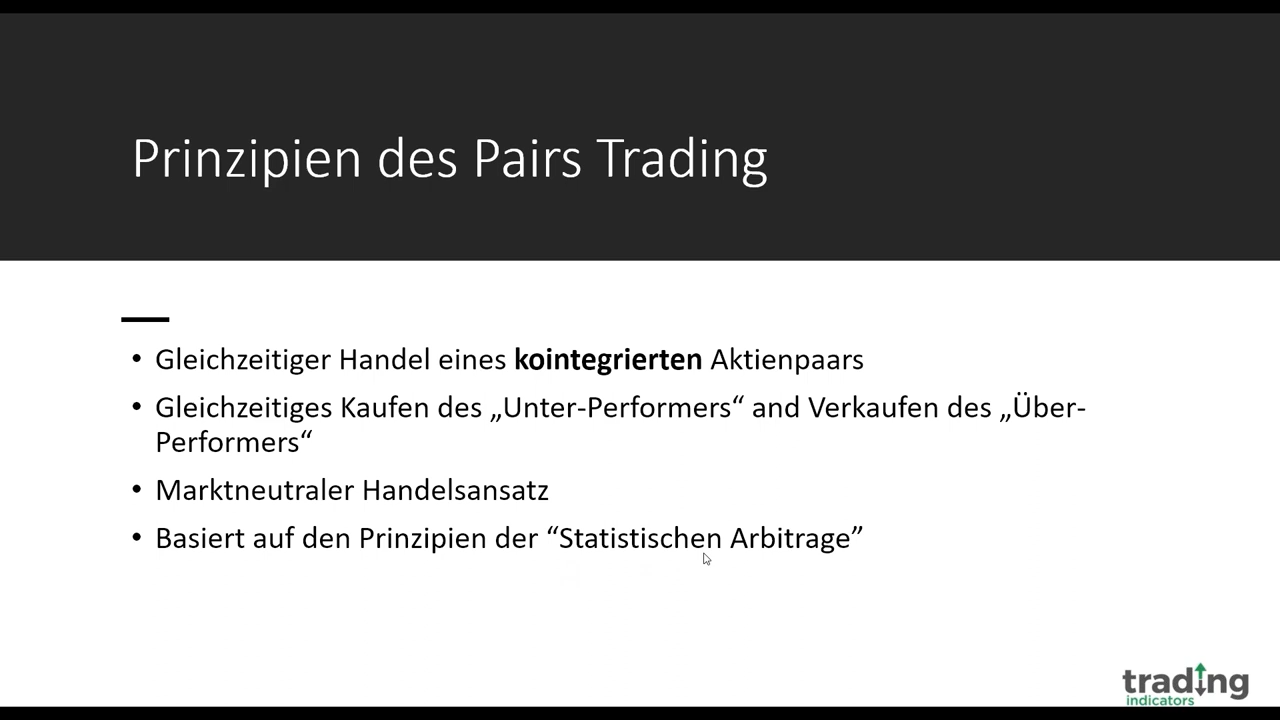 Prinzipien des Pairs Trading
• Gleichzeitiger Handel eines kointegrierten Aktienpaars
• Gleichzeitiges Kaufen des „Unter-Performers“ and Verkaufen des „Über-
Performers“
• Marktneutraler Handelsansatz
• Basiert auf den Prinzipien der “Statistischen Arbitrage”
trading
indicators